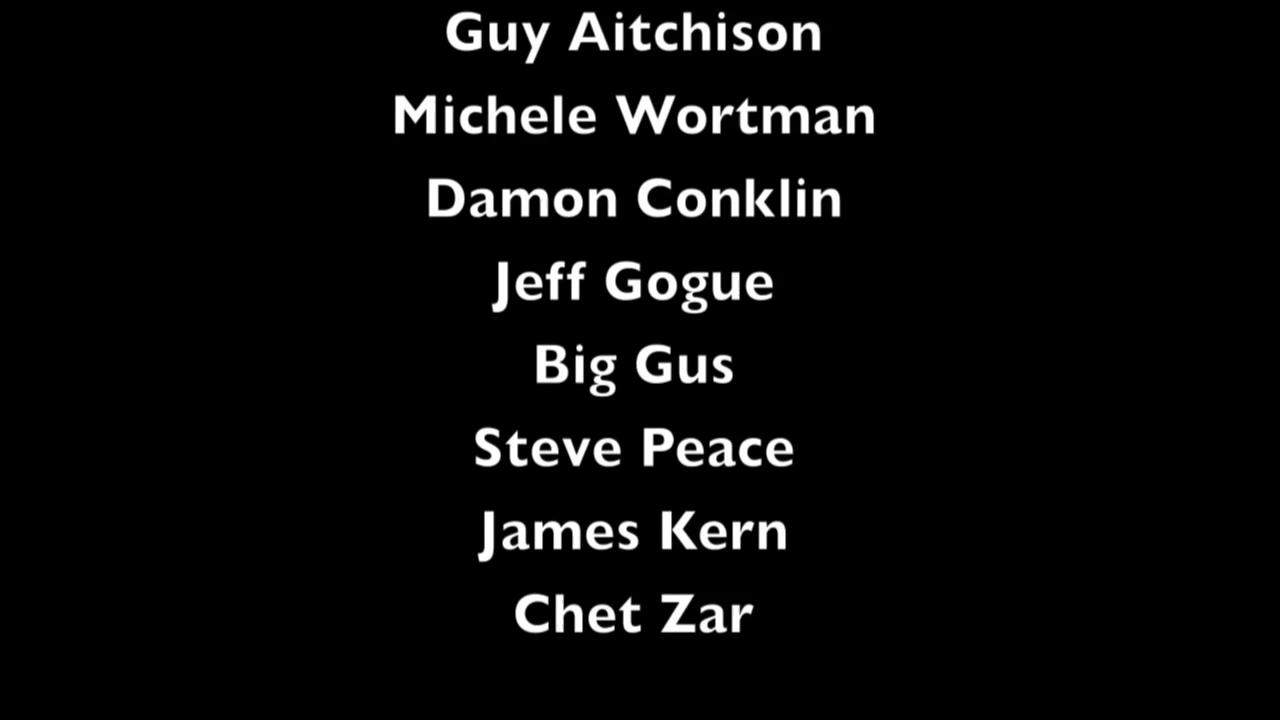 Guy Aitchison
Michele Wortman
Damon Conklin
Jeff Gogue
Big Gus
Steve Peace
James Kern
Chet Zar